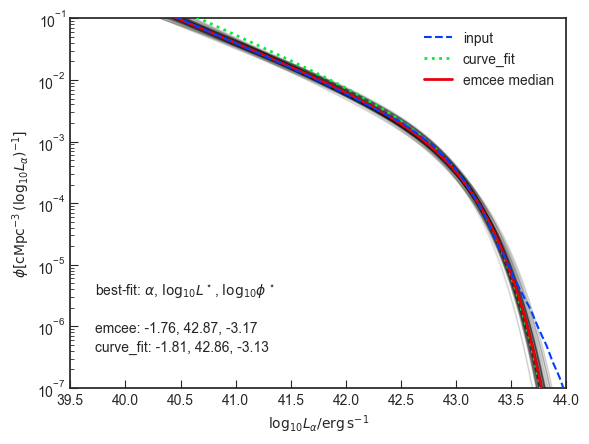 10⁻¹
10⁻²
10⁻³
10⁻⁴
10⁻⁵
10⁻⁶
10⁻⁷
ϕ[cMpc⁻³ (log₁₀Lα)⁻¹]
input
curve_fit
emcee median
best-fit: α, log₁₀L*, log₁₀ϕ*
emcee: -1.76, 42.87, -3.17
curve_fit: -1.81, 42.86, -3.13
39.5 40.0 40.5 41.0 41.5 42.0 42.5 43.0 43.5 44.0
log₁₀Lα/erg s⁻¹